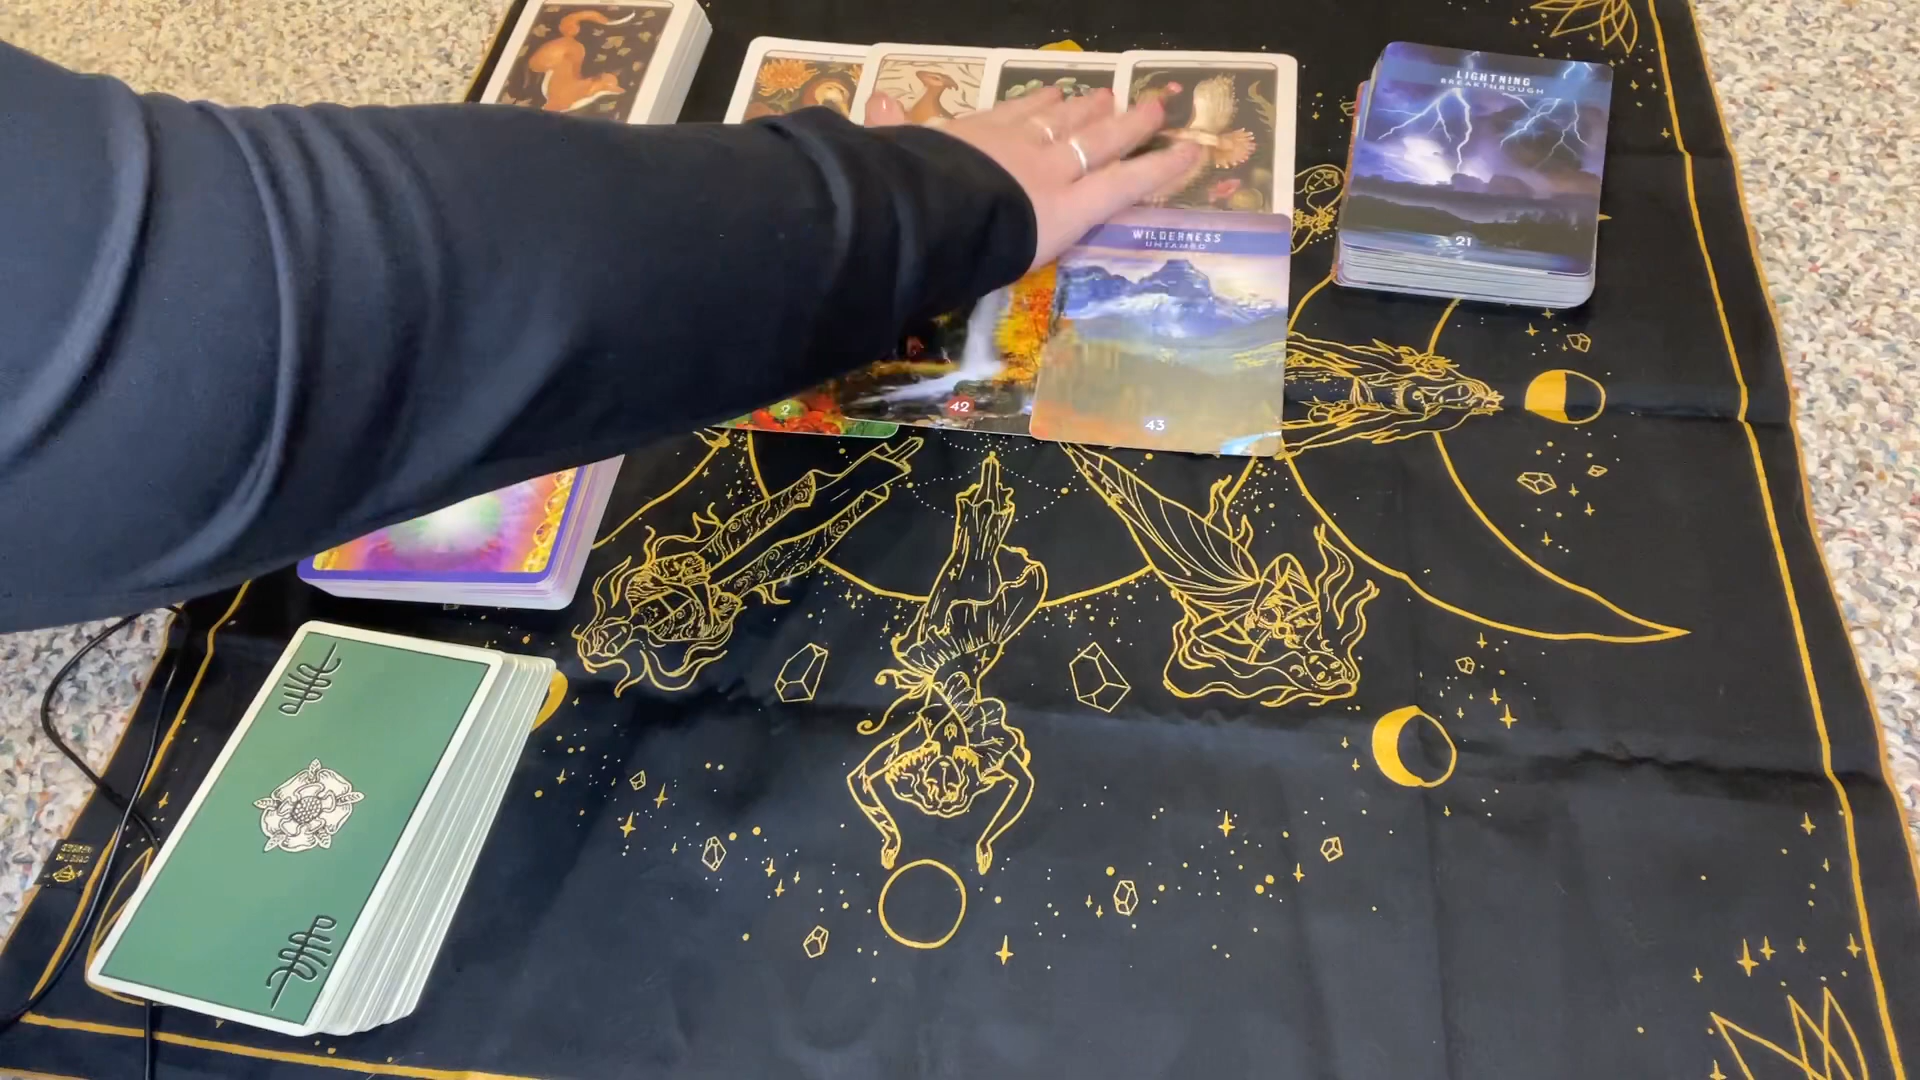 LIGHTNING
BREAKTHROUGH
21
WILDERNESS
UNTAMED
2
42
43